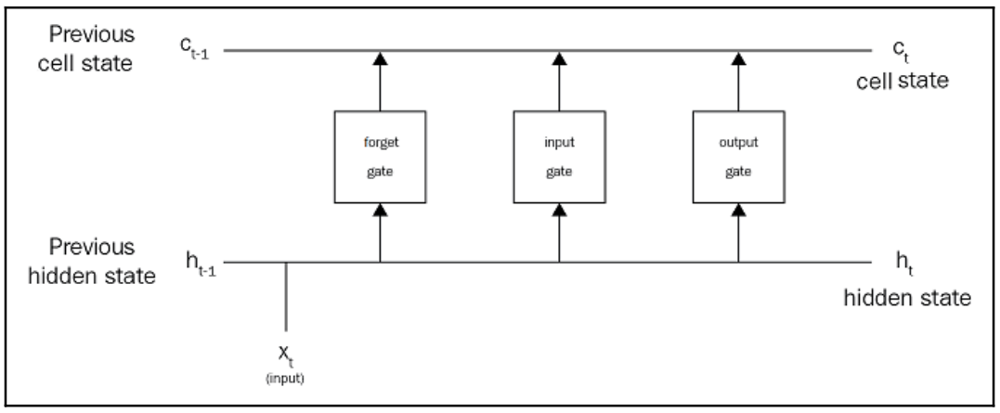 Previous
cell state
c_{t-1}
c_t
cell state
forget
gate
input
gate
output
gate
Previous
hidden state
h_{t-1}
h_t
hidden state
x_t
(input)